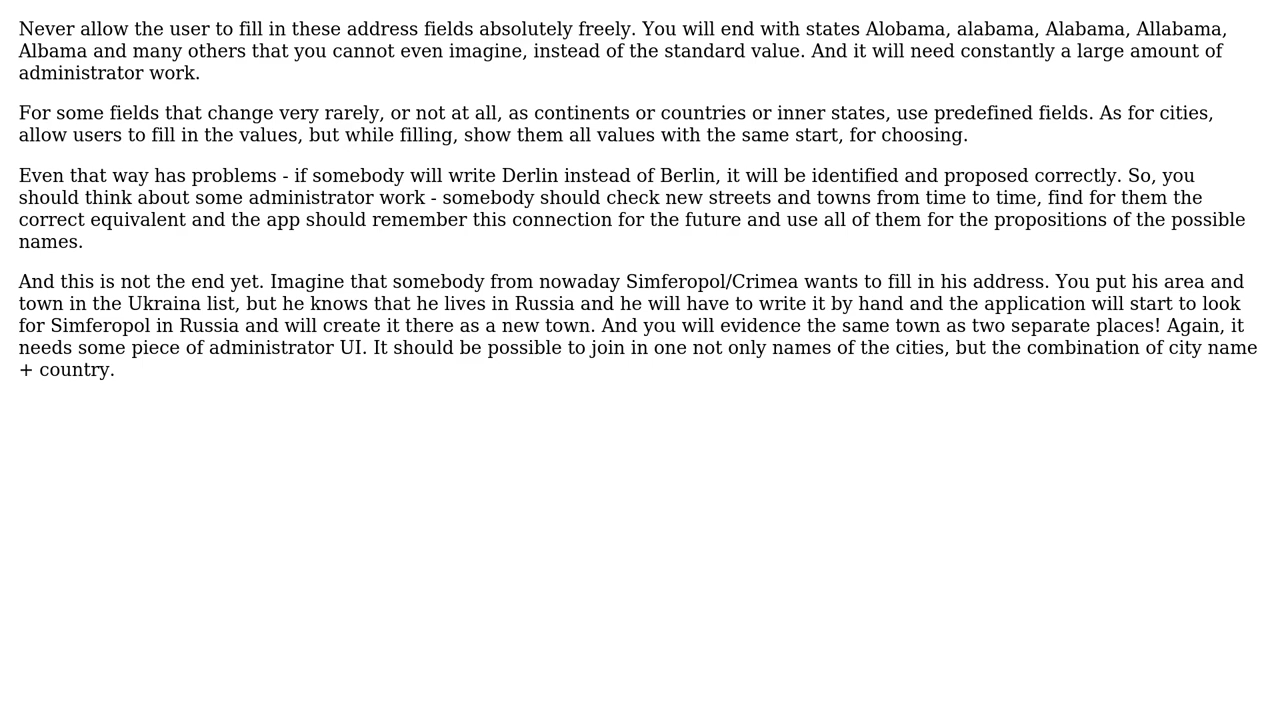 Never allow the user to fill in these address fields absolutely freely. You will end with states Alobama, alabama, Alabama, Allabama,
Albama and many others that you cannot even imagine, instead of the standard value. And it will need constantly a large amount of
administrator work.
For some fields that change very rarely, or not at all, as continents or countries or inner states, use predefined fields. As for cities,
allow users to fill in the values, but while filling, show them all values with the same start, for choosing.
Even that way has problems - if somebody will write Derlin instead of Berlin, it will be identified and proposed correctly. So, you
should think about some administrator work - somebody should check new streets and towns from time to time, find for them the
correct equivalent and the app should remember this connection for the future and use all of them for the propositions of the possible
names.
And this is not the end yet. Imagine that somebody from nowaday Simferopol/Crimea wants to fill in his address. You put his area and
town in the Ukraina list, but he knows that he lives in Russia and he will have to write it by hand and the application will start to look
for Simferopol in Russia and will create it there as a new town. And you will evidence the same town as two separate places! Again, it
needs some piece of administrator UI. It should be possible to join in one not only names of the cities, but the combination of city name
+ country.